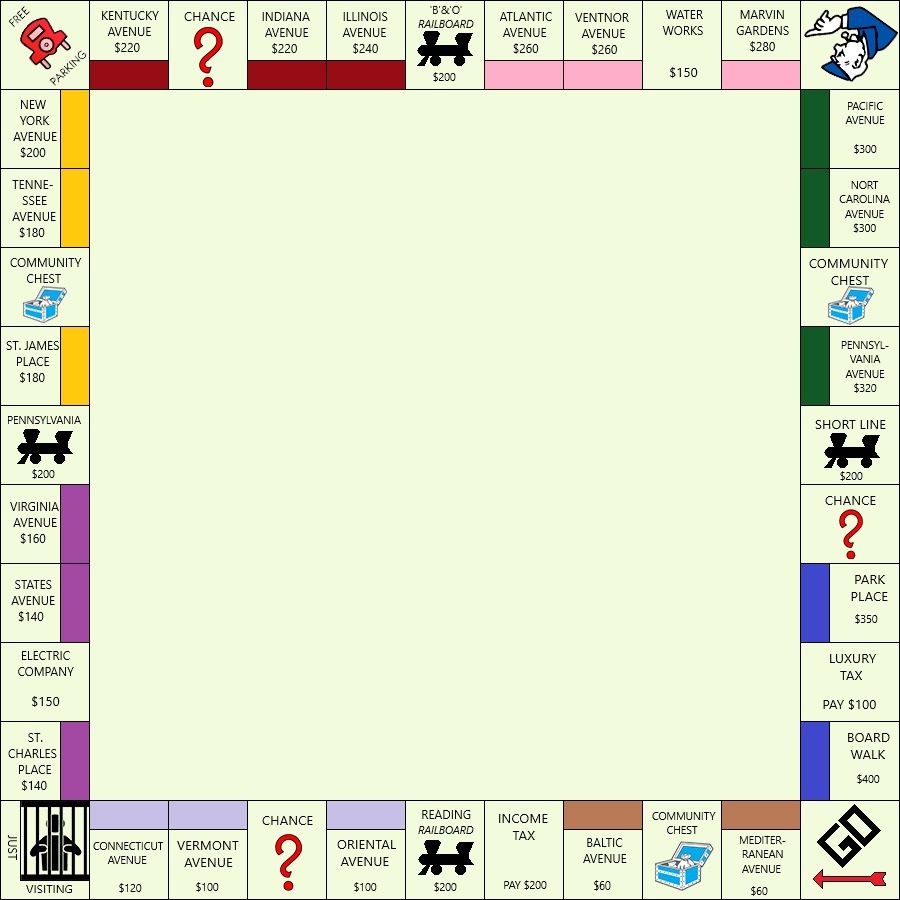 FREE
PARKING
KENTUCKY
AVENUE
$220
CHANCE
?
INDIANA
AVENUE
$220
ILLINOIS
AVENUE
$240
'B'&'O'
RAILBOARD
$200
ATLANTIC
AVENUE
$260
VENTNOR
AVENUE
$260
WATER
WORKS
$150
MARVIN
GARDENS
$280
NEW
YORK
AVENUE
$200
TENNE-
SSEE
AVENUE
$180
COMMUNITY
CHEST
ST. JAMES
PLACE
$180
PENNSYLVANIA
$200
VIRGINIA
AVENUE
$160
STATES
AVENUE
$140
ELECTRIC
COMPANY
$150
ST.
CHARLES
PLACE
$140
PACIFIC
AVENUE
$300
NORT
CAROLINA
AVENUE
$300
COMMUNITY
CHEST
PENNSYL-
VANIA
AVENUE
$320
SHORT LINE
$200
CHANCE
?
PARK
PLACE
$350
LUXURY
TAX
PAY $100
BOARD
WALK
$400
JUST
VISITING
CONNECTICUT
AVENUE
$120
VERMONT
AVENUE
$100
CHANCE
?
ORIENTAL
AVENUE
$100
READING
RAILBOARD
$200
INCOME
TAX
PAY $200
BALTIC
AVENUE
$60
COMMUNITY
CHEST
MEDITER-
RANEAN
AVENUE
$60
GO